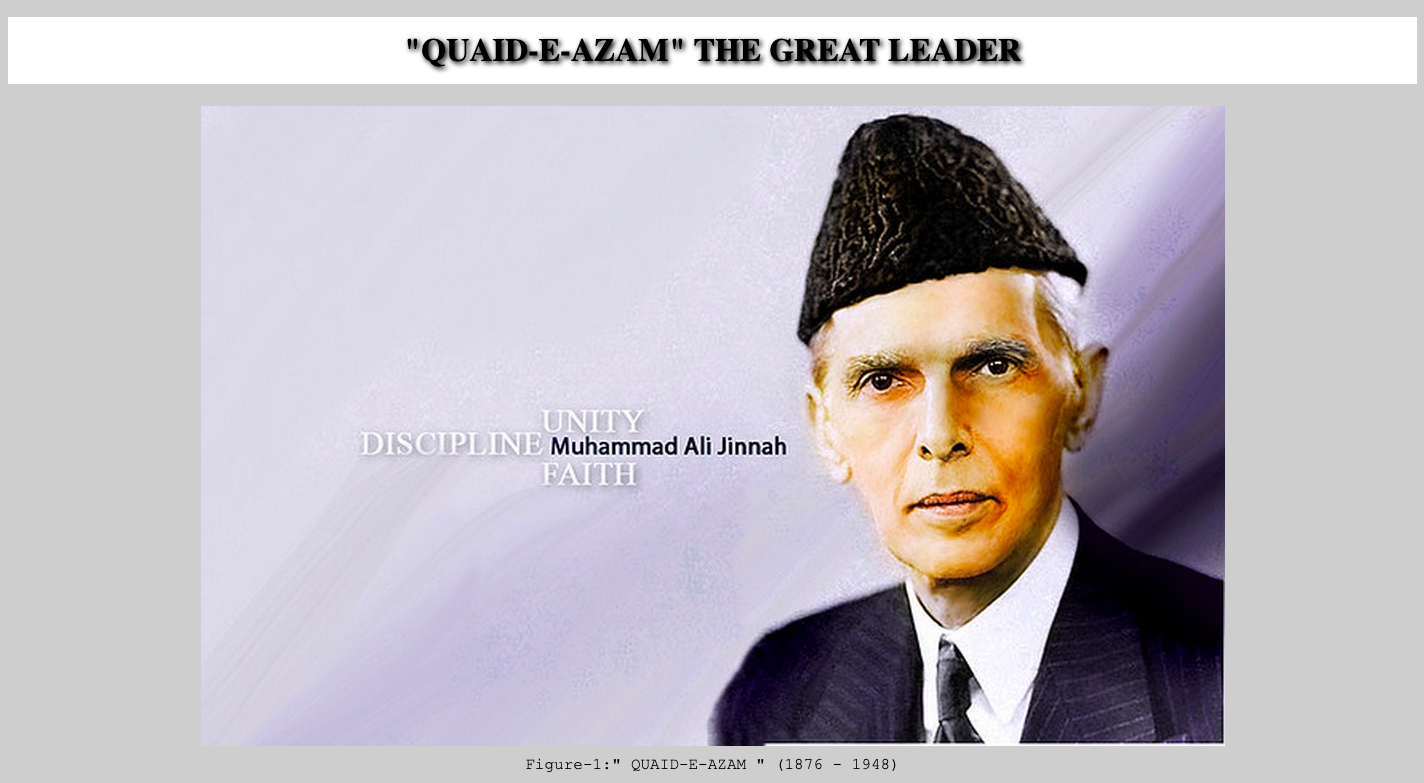 "QUAID-E-AZAM" THE GREAT LEADER
UNITY
DISCIPLINE Muhammad Ali Jinnah
FAITH
Figure-1:" QUAID-E-AZAM " (1876 - 1948)